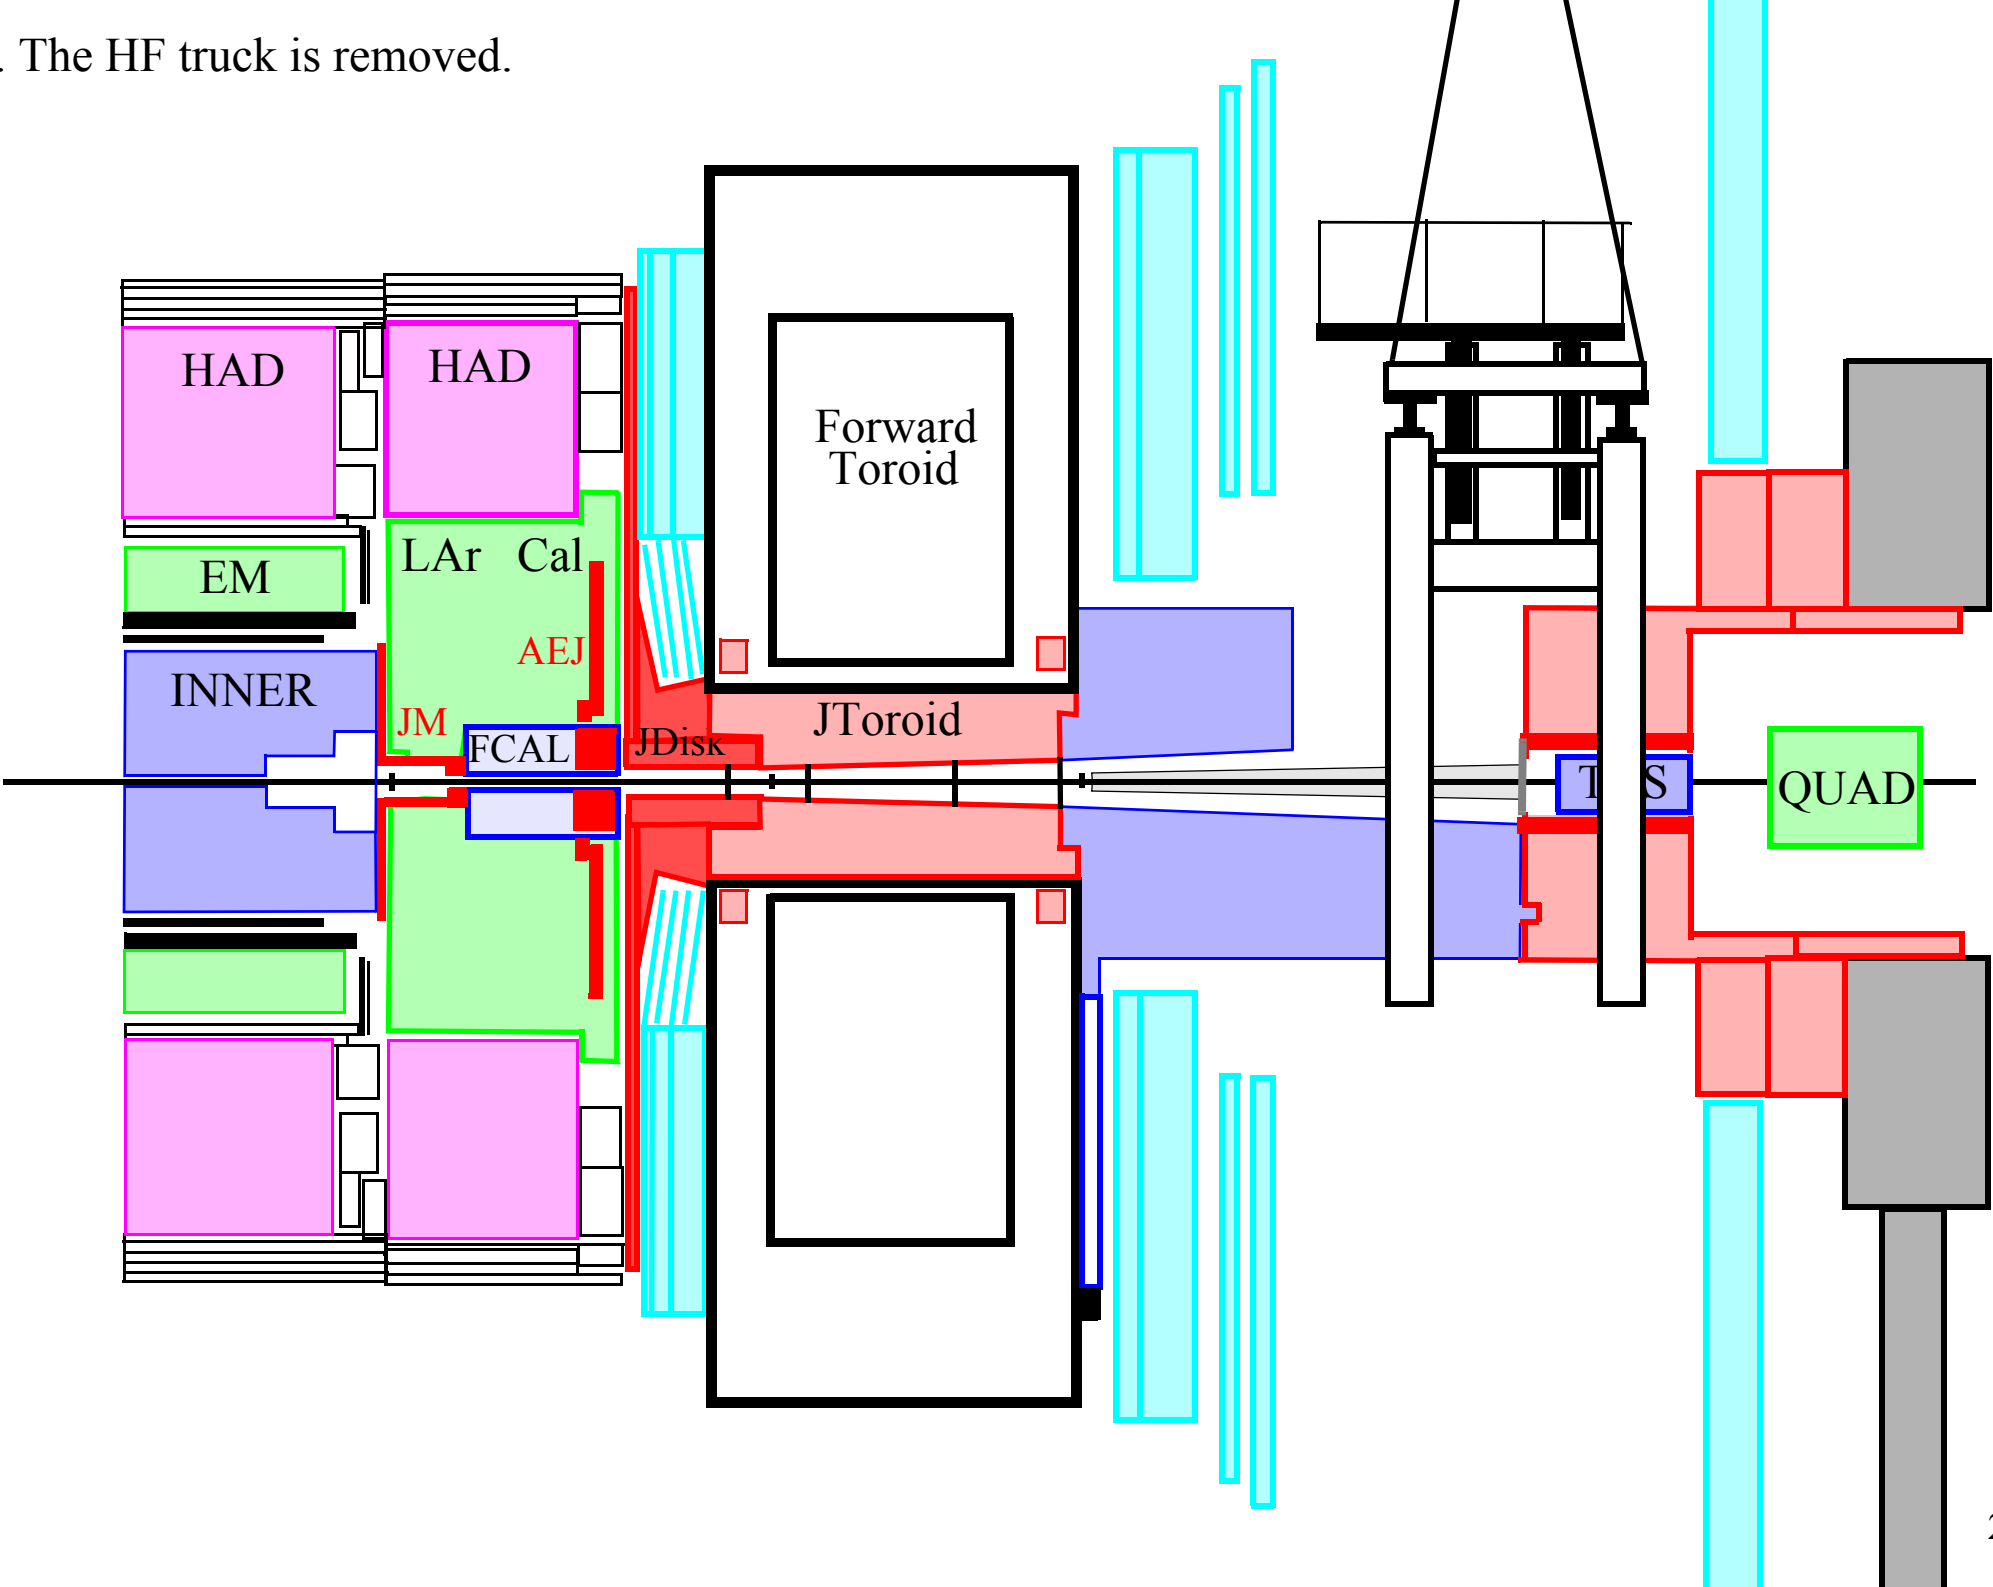 . The HF truck is removed.
HAD
HAD
Forward
Toroid
LAr Cal
EM
AEJ
INNER
JM
JToroid
FCAL
JDisk
QUAD